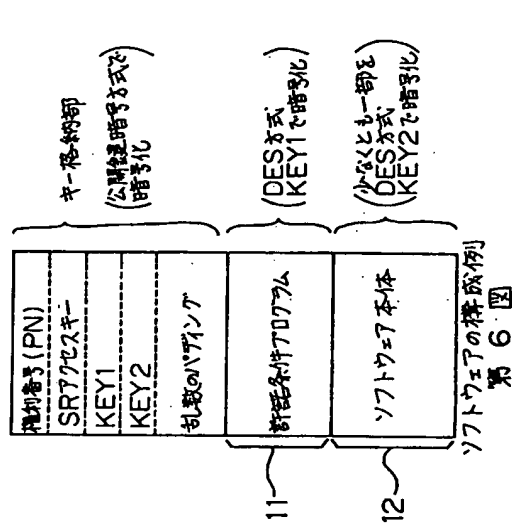 キー格納部
(公開鍵暗号方式で
暗号化)
権利番号(PN)
SRアクセスキー
KEY1
KEY2
乱数のパディング
(DES方式
KEY1で暗号化)
許諾条件プログラム
11
(少なくとも一部を
DES方式
KEY2で暗号化)
ソフトウェア本体
12
ソフトウェアの構成例
第 6 図